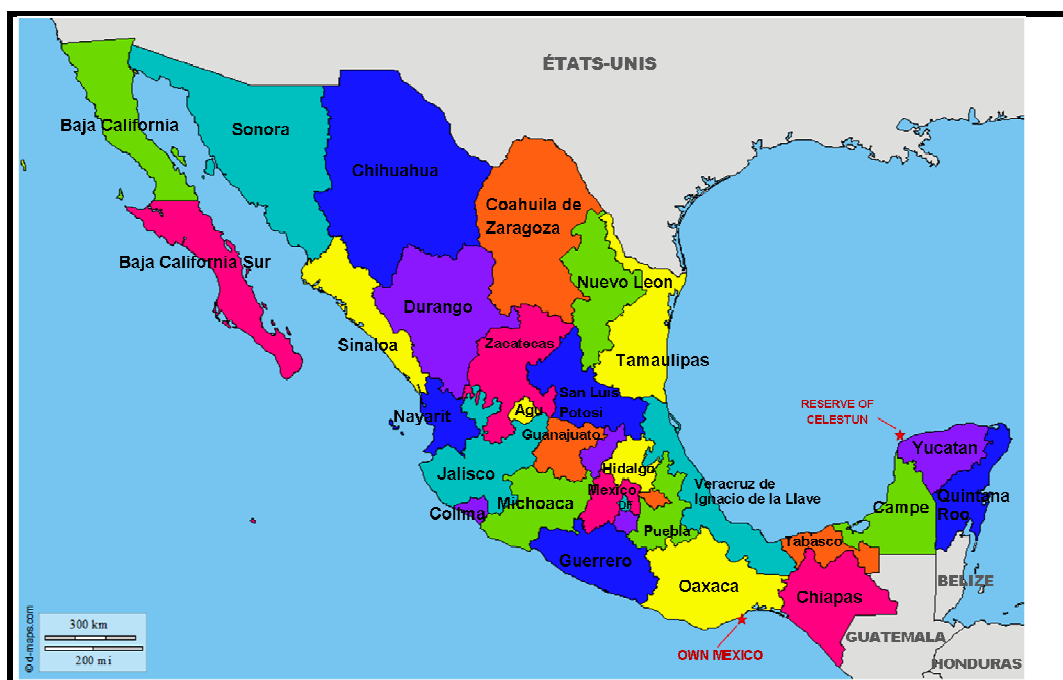 ÉTATS-UNIS
Baja California
Sonora
Chihuahua
Coahuila de
Zaragoza
Baja California Sur
Nuevo Leon
Durango
Sinaloa
Zacatecas
Tamaulipas
San Luis
Potosi
Nayarit
Agu
Guanajuato
RESERVE OF
CELESTUN
Yucatan
Jalisco
Hidalgo
Mexico
DF
Veracruz de
Ignacio de la Llave
Quintana
Roo
Campe
Colima
Michoaca
Puebla
Tabasco
Guerrero
Oaxaca
Chiapas
BELIZE
GUATEMALA
HONDURAS
OWN MEXICO
300 km
200 mi
© d-maps.com